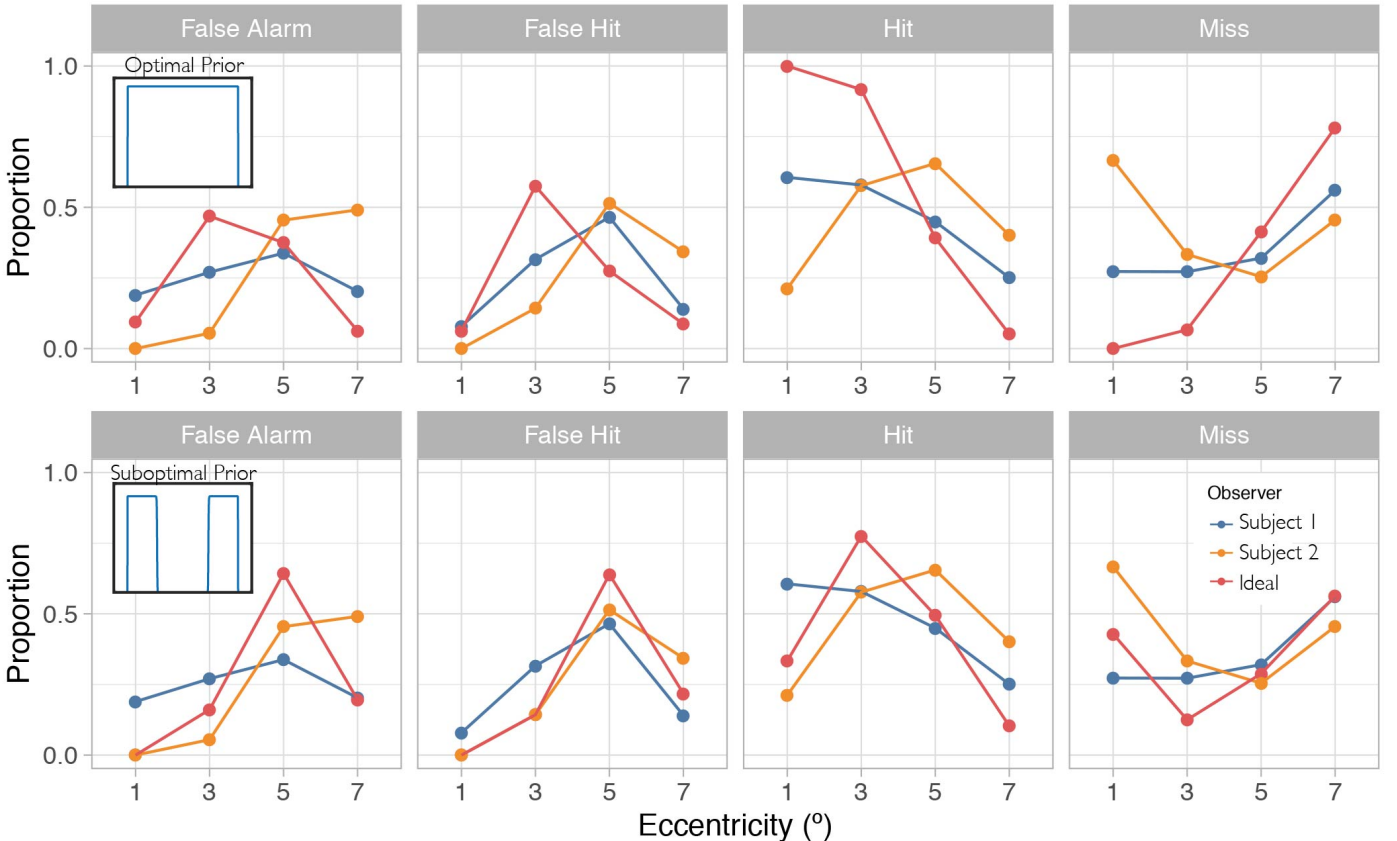 False Alarm False Hit Hit Miss
Optimal Prior
1.0
0.5
0.0
Proportion
1 3 5 7 1 3 5 7 1 3 5 7 1 3 5 7
False Alarm False Hit Hit Miss
Suboptimal Prior
1.0
0.5
0.0
Proportion
Observer
Subject 1
Subject 2
Ideal
1 3 5 7 1 3 5 7 1 3 5 7 1 3 5 7
Eccentricity (º)